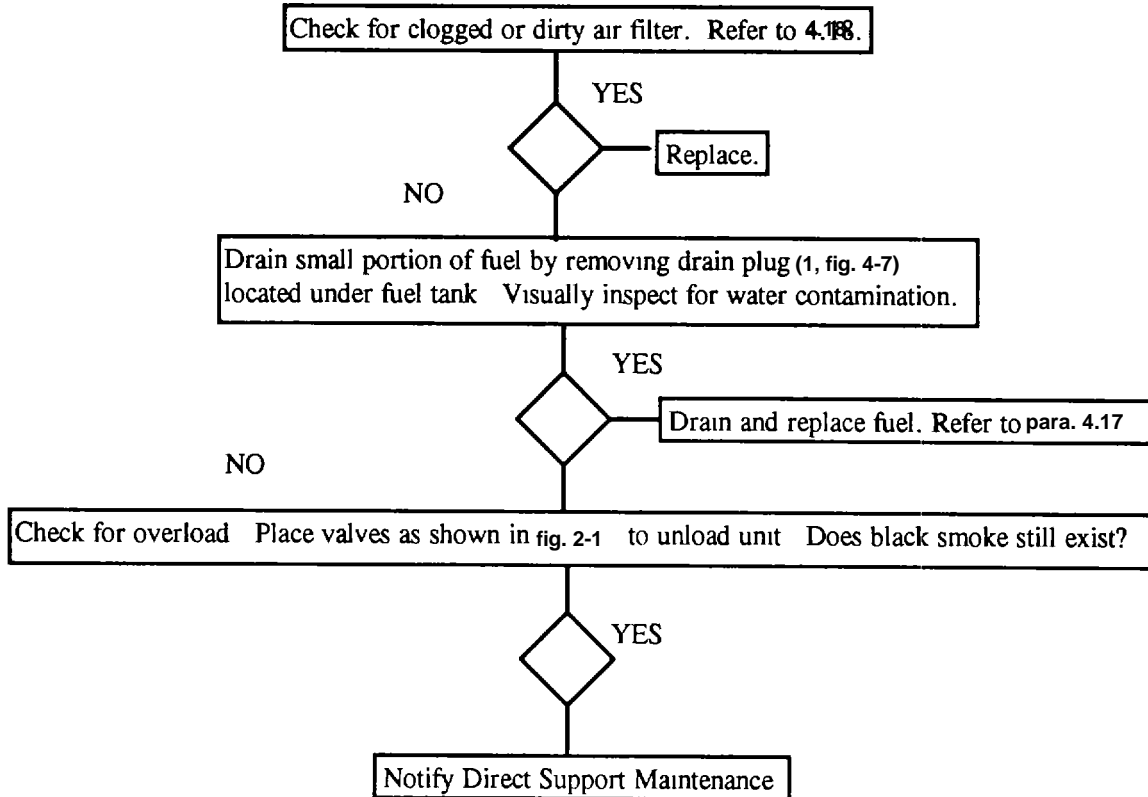 Check for clogged or dirty air filter. Refer to
YES
Replace.
NO
Drain small portion of fuel by removing drain plug (1, fig. 4-7)
located under fuel tank Visually inspect for water contamination.
YES
Drain and replace fuel. Refer to para. 4.17
NO
Check for overload Place valves as shown in fig. 2-1 to unload unit Does black smoke still exist?
YES
Notify Direct Support Maintenance